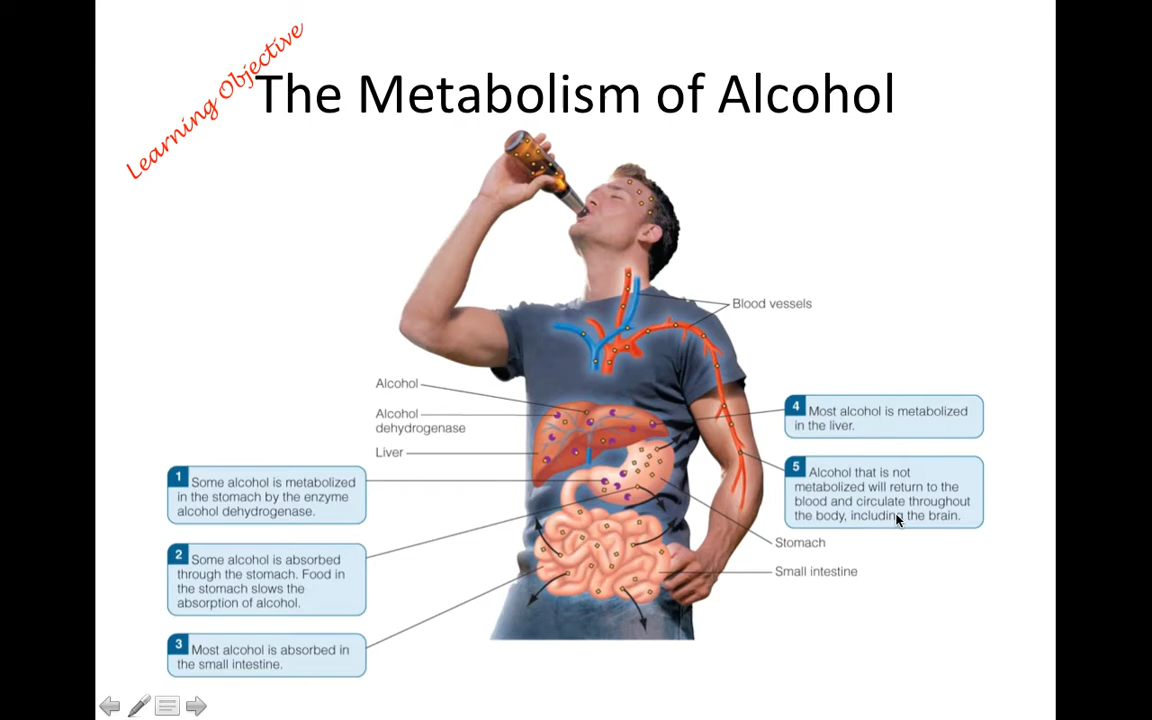 Learning Objective
The Metabolism of Alcohol
Blood vessels
Alcohol
Alcohol
dehydrogenase
Liver
1 Some alcohol is metabolized
in the stomach by the enzyme
alcohol dehydrogenase.
2 Some alcohol is absorbed
through the stomach. Food in
the stomach slows the
absorption of alcohol.
3 Most alcohol is absorbed in
the small intestine.
4 Most alcohol is metabolized
in the liver.
5 Alcohol that is not
metabolized will return to the
blood and circulate throughout
the body, including the brain.
Stomach
Small intestine